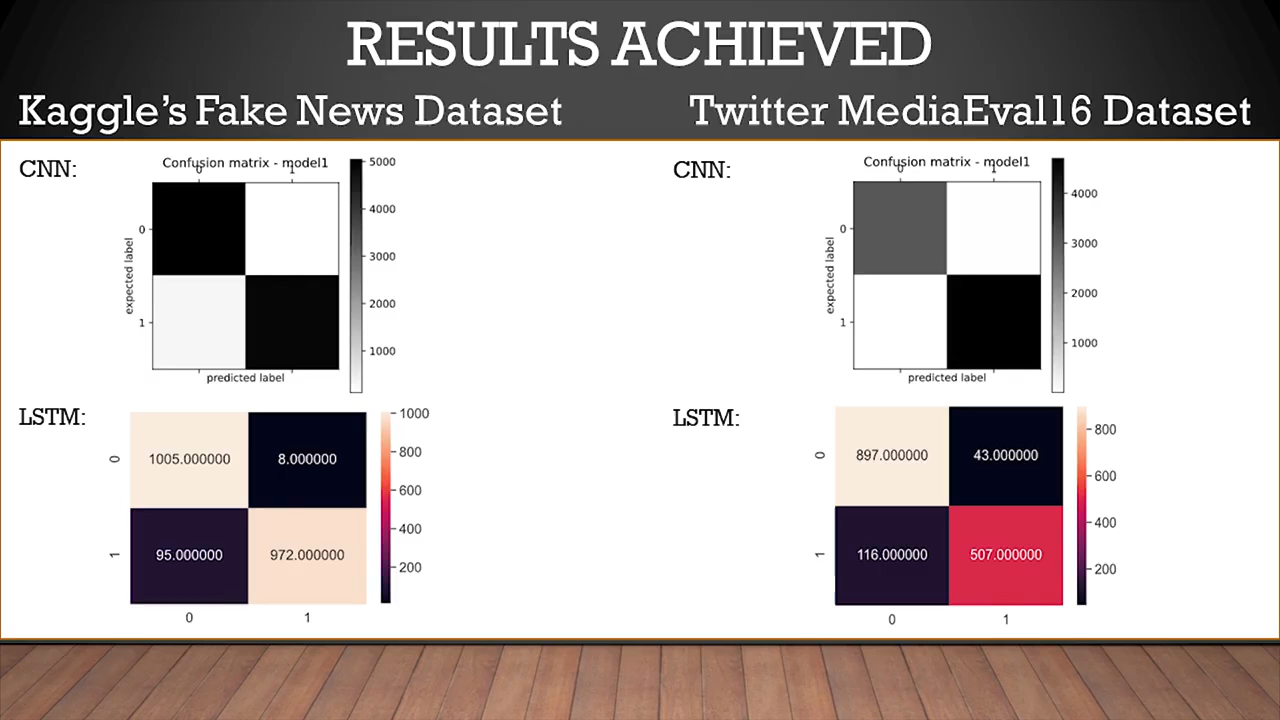 RESULTS ACHIEVED
Kaggle's Fake News Dataset
Twitter MediaEval16 Dataset
CNN:
Confusion matrix - model1
0 1
0
1
expected label
predicted label
5000
4000
3000
2000
1000
CNN:
Confusion matrix - model1
0 1
0
1
expected label
predicted label
4000
3000
2000
1000
LSTM:
1005.000000 8.000000
95.000000 972.000000
0
1
0 1
1000
800
600
400
200
LSTM:
897.000000 43.000000
116.000000 507.000000
0
1
0 1
800
600
400
200